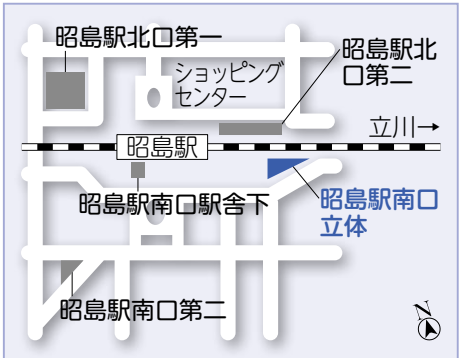 昭島駅北口第一
昭島駅北
口第二
ショッピング
センター
立川→
昭島駅
昭島駅南口駅舎下
昭島駅南口
立体
昭島駅南口第二
N